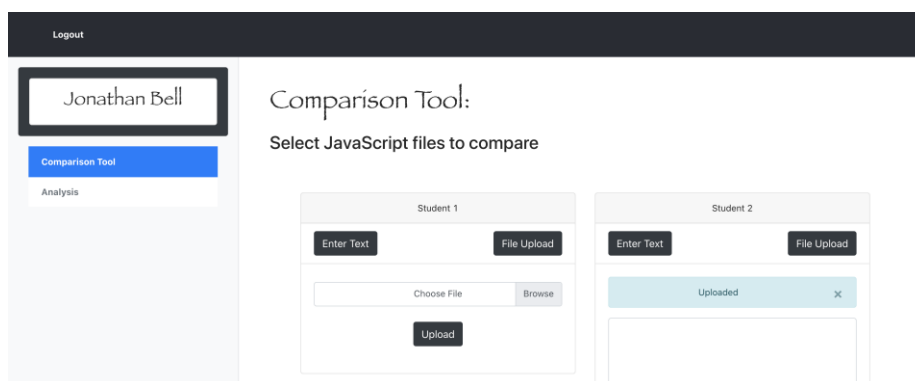 Logout
Jonathan Bell
Comparison Tool
Analysis
Comparison Tool:
Select JavaScript files to compare
Student 1
Enter Text File Upload
Choose File Browse
Upload
Student 2
Enter Text File Upload
Uploaded ×